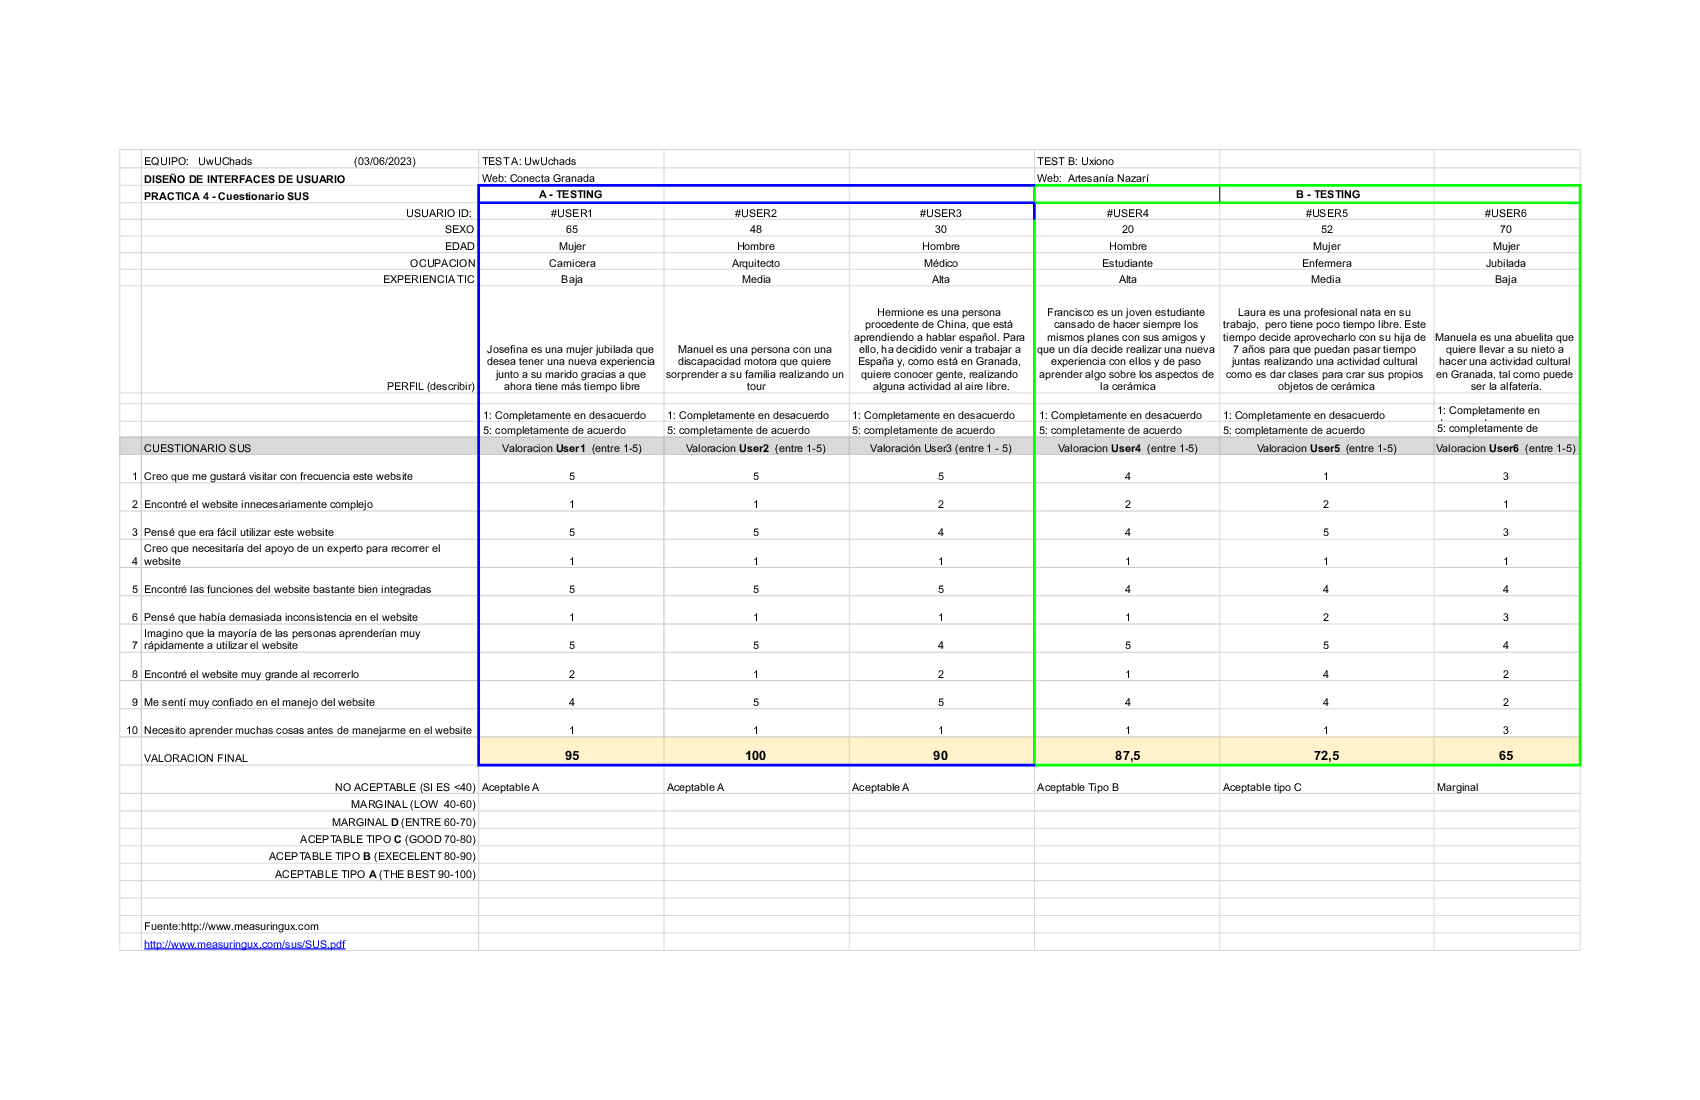 EQUIPO: UwUChads (03/06/2023) TEST A: UwUchads TEST B: Uxiono
DISEÑO DE INTERFACES DE USUARIO Web: Conecta Granada Web: Artesanía Nazarí
PRACTICA 4 - Cuestionario SUS A - TESTING B - TESTING
USUARIO ID: #USER1 #USER2 #USER3 #USER4 #USER5 #USER6
SEXO 65 48 30 20 52 70
EDAD Mujer Hombre Hombre Hombre Mujer Mujer
OCUPACION Carnicera Arquitecto Médico Estudiante Enfermera Jubilada
EXPERIENCIA TIC Baja Media Alta Alta Media Baja
PERFIL (describir)
Josefina es una mujer jubilada que
desea tener una nueva experiencia
junto a su marido gracias a que
ahora tiene más tiempo libre
Manuel es una persona con una
discapacidad motora que quiere
sorprender a su familia realizando un
tour
Hermione es una persona
procedente de China, que está
aprendiendo a hablar español. Para
ello, ha decidido venir a trabajar a
España y, como está en Granada,
quiere conocer gente, realizando
alguna actividad al aire libre.
Francisco es un joven estudiante
cansado de hacer siempre los
mismos planes con sus amigos y
que un día decide realizar una nueva
experiencia con ellos y de paso
aprender algo sobre los aspectos de
la cerámica
Laura es una profesional nata en su
trabajo, pero tiene poco tiempo libre. Este
tiempo decide aprovecharlo con su hija de
7 años para que puedan pasar tiempo
juntas realizando una actividad cultural
como es dar clases para crar sus propios
objetos de cerámica
Manuela es una abuelita que
quiere llevar a su nieto a
hacer una actividad cultural
en Granada, tal como puede
ser la alfatería.
1: Completamente en desacuerdo 1: Completamente en desacuerdo 1: Completamente en desacuerdo 1: Completamente en desacuerdo 1: Completamente en desacuerdo 1: Completamente en
5: completamente de acuerdo 5: completamente de acuerdo 5: completamente de acuerdo 5: completamente de acuerdo 5: completamente de acuerdo 5: completamente de
CUESTIONARIO SUS Valoracion User1 (entre 1-5) Valoracion User2 (entre 1-5) Valoración User3 (entre 1 - 5) Valoracion User4 (entre 1-5) Valoracion User5 (entre 1-5) Valoracion User6 (entre 1-5)
1 Creo que me gustará visitar con frecuencia este website 5 5 5 4 1 3
2 Encontré el website innecesariamente complejo 1 1 2 2 2 1
3 Pensé que era fácil utilizar este website 5 5 4 4 5 3
Creo que necesitaría del apoyo de un experto para recorrer el
4 website 1 1 1 1 1 1
5 Encontré las funciones del website bastante bien integradas 5 5 5 4 4 4
6 Pensé que había demasiada inconsistencia en el website 1 1 1 1 2 3
Imagino que la mayoría de las personas aprenderían muy
7 rápidamente a utilizar el website 5 5 4 5 5 4
8 Encontré el website muy grande al recorrerlo 2 1 2 1 4 2
9 Me sentí muy confiado en el manejo del website 4 5 5 4 4 2
10 Necesito aprender muchas cosas antes de manejarme en el website 1 1 1 1 1 3
VALORACION FINAL 95 100 90 87,5 72,5 65
NO ACEPTABLE (SI ES <40) Aceptable A Aceptable A Aceptable A Aceptable Tipo B Aceptable tipo C Marginal
MARGINAL (LOW 40-60)
MARGINAL D (ENTRE 60-70)
ACEPTABLE TIPO C (GOOD 70-80)
ACEPTABLE TIPO B (EXECELENT 80-90)
ACEPTABLE TIPO A (THE BEST 90-100)
Fuente:http://www.measuringux.com
http://www.measuringux.com/sus/SUS.pdf